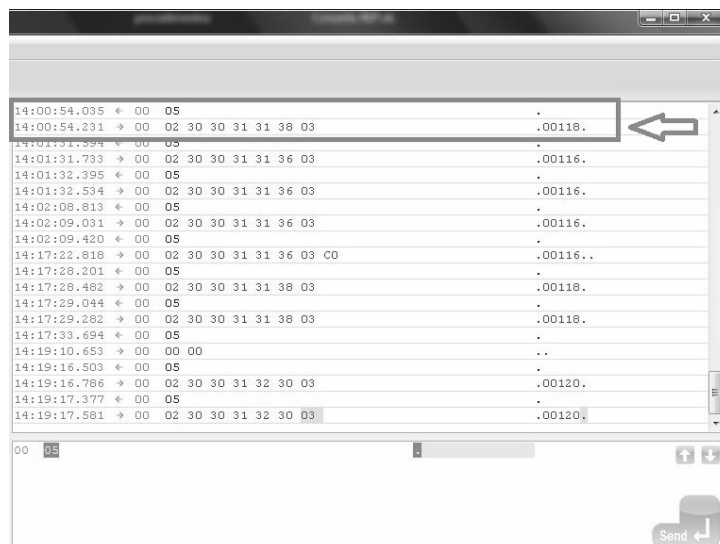 14:00:54.035 ← 00 05 .
14:00:54.231 → 00 02 30 30 31 31 38 03 .00118.
14:01:31.594 ← 00 05 .
14:01:31.733 → 00 02 30 30 31 31 36 03 .00116.
14:01:32.395 ← 00 05 .
14:01:32.534 → 00 02 30 30 31 31 36 03 .00116.
14:02:08.813 ← 00 05 .
14:02:09.031 → 00 02 30 30 31 31 36 03 .00116.
14:02:09.420 ← 00 05 .
14:17:22.818 → 00 02 30 30 31 31 36 03 C0 .00116..
14:17:28.201 ← 00 05 .
14:17:28.482 → 00 02 30 30 31 31 38 03 .00118.
14:17:29.044 ← 00 05 .
14:17:29.282 → 00 02 30 30 31 31 38 03 .00118.
14:17:33.694 ← 00 05 .
14:19:10.653 → 00 00 00 ..
14:19:16.503 ← 00 05 .
14:19:16.786 → 00 02 30 30 31 32 30 03 .00120.
14:19:17.377 ← 00 05 .
14:19:17.581 → 00 02 30 30 31 32 30 03 .00120.
00 05 .
Send